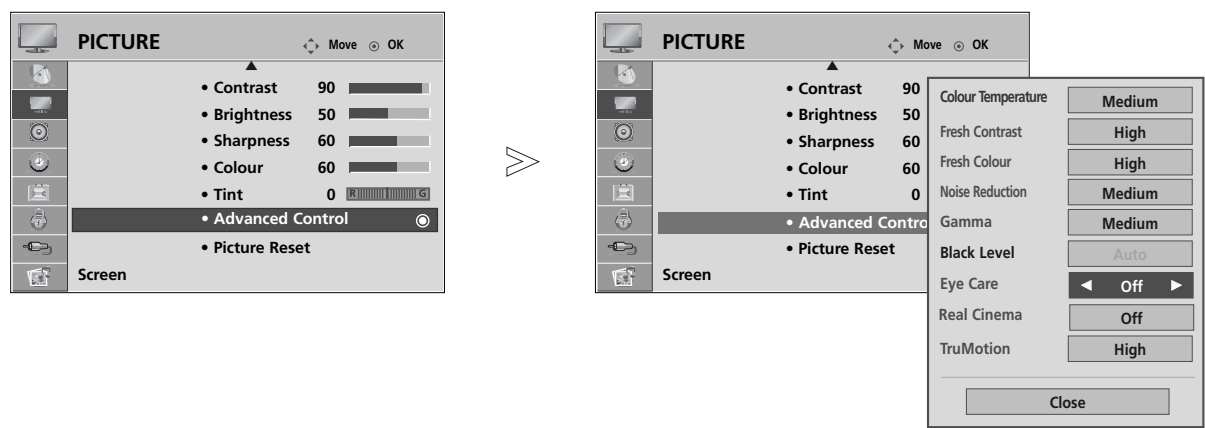 PICTURE Move OK
• Contrast 90
• Brightness 50
• Sharpness 60
• Colour 60
• Tint 0 R G
• Advanced Control
• Picture Reset
Screen
PICTURE Move OK
• Contrast 90
• Brightness 50
• Sharpness 60
• Colour 60
• Tint 0
• Advanced Contro
• Picture Reset
Screen
Colour Temperature Medium
Fresh Contrast High
Fresh Colour High
Noise Reduction Medium
Gamma Medium
Black Level Auto
Eye Care ◄ Off ►
Real Cinema Off
TruMotion High
Close